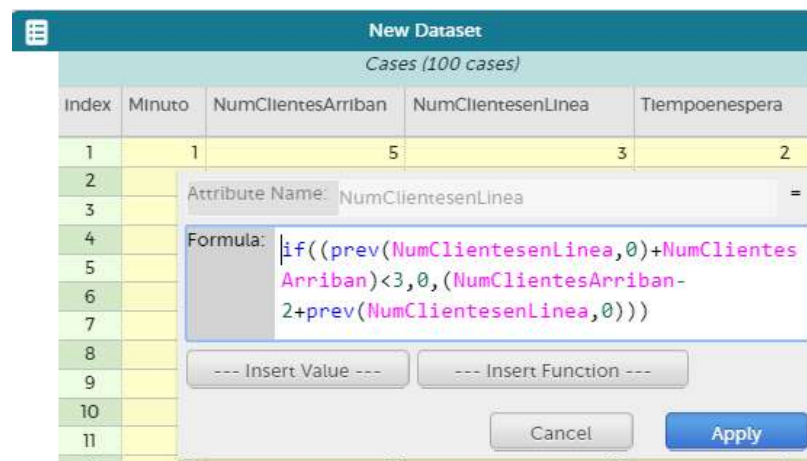 New Dataset
Cases (100 cases)
Index Minuto NumClientesArriban NumClientesenLinea Tiempoenespera
1 1 5 3 2
2
3
4
5
6
7
8
9
10
11
Attribute Name: NumClientesenLinea =
Formula: if((prev(NumClientesenLinea,0)+NumClientes
Arriban)<3,0,(NumClientesArriban-
2+prev(NumClientesenLinea,0)))
--- Insert Value --- --- Insert Function ---
Cancel Apply